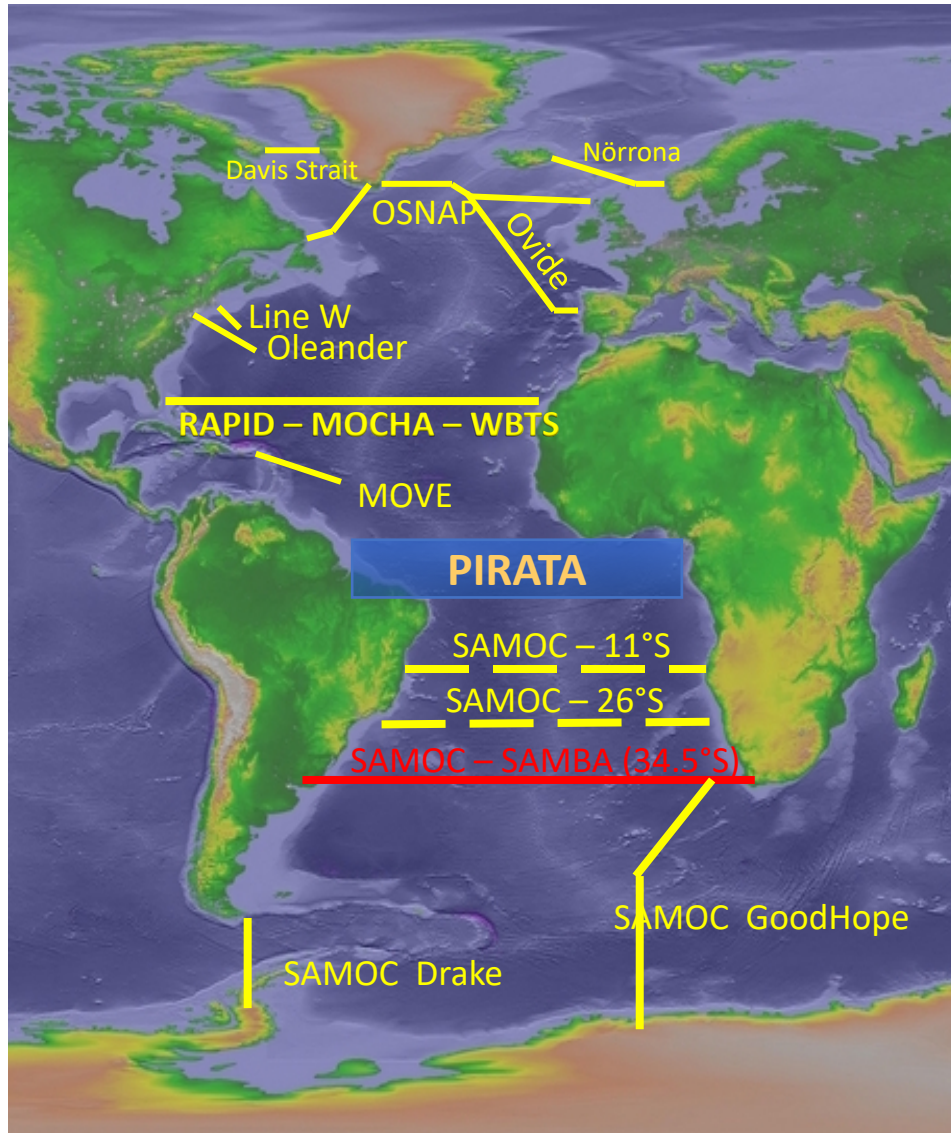 Davis Strait
Nörrona
OSNAP
Ovide
Line W
Oleander
RAPID – MOCHA – WBTS
MOVE
PIRATA
SAMOC – 11°S
SAMOC – 26°S
SAMOC – SAMBA (34.5°S)
SAMOC GoodHope
SAMOC Drake